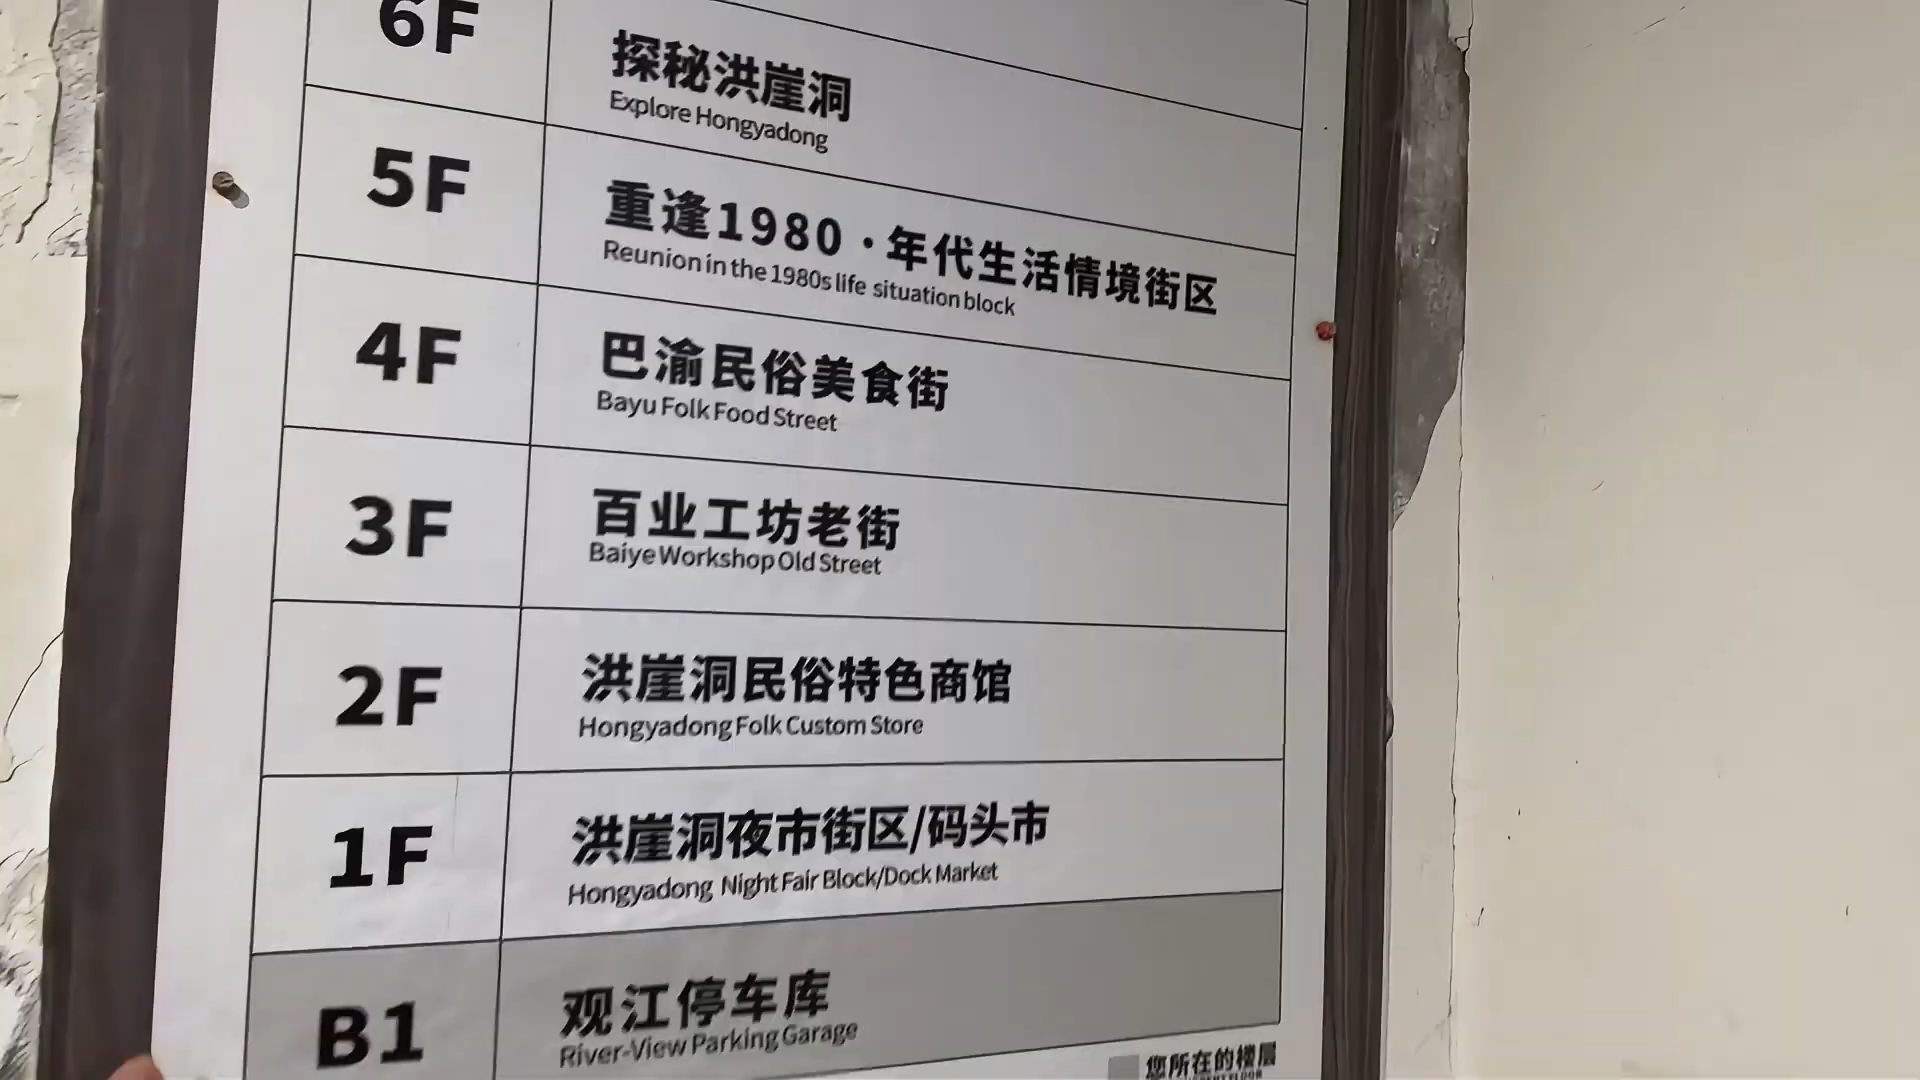 6F
探秘洪崖洞
Explore Hongyadong
5F
重逢1980·年代生活情境街区
Reunion in the 1980s life situation block
4F
巴渝民俗美食街
Bayu Folk Food Street
3F
百业工坊老街
Baiye Workshop Old Street
2F
洪崖洞民俗特色商馆
Hongyadong Folk Custom Store
1F
洪崖洞夜市街区/码头市
Hongyadong Night Fair Block/Dock Market
B1
观江停车库
River-View Parking Garage
您所在的楼层